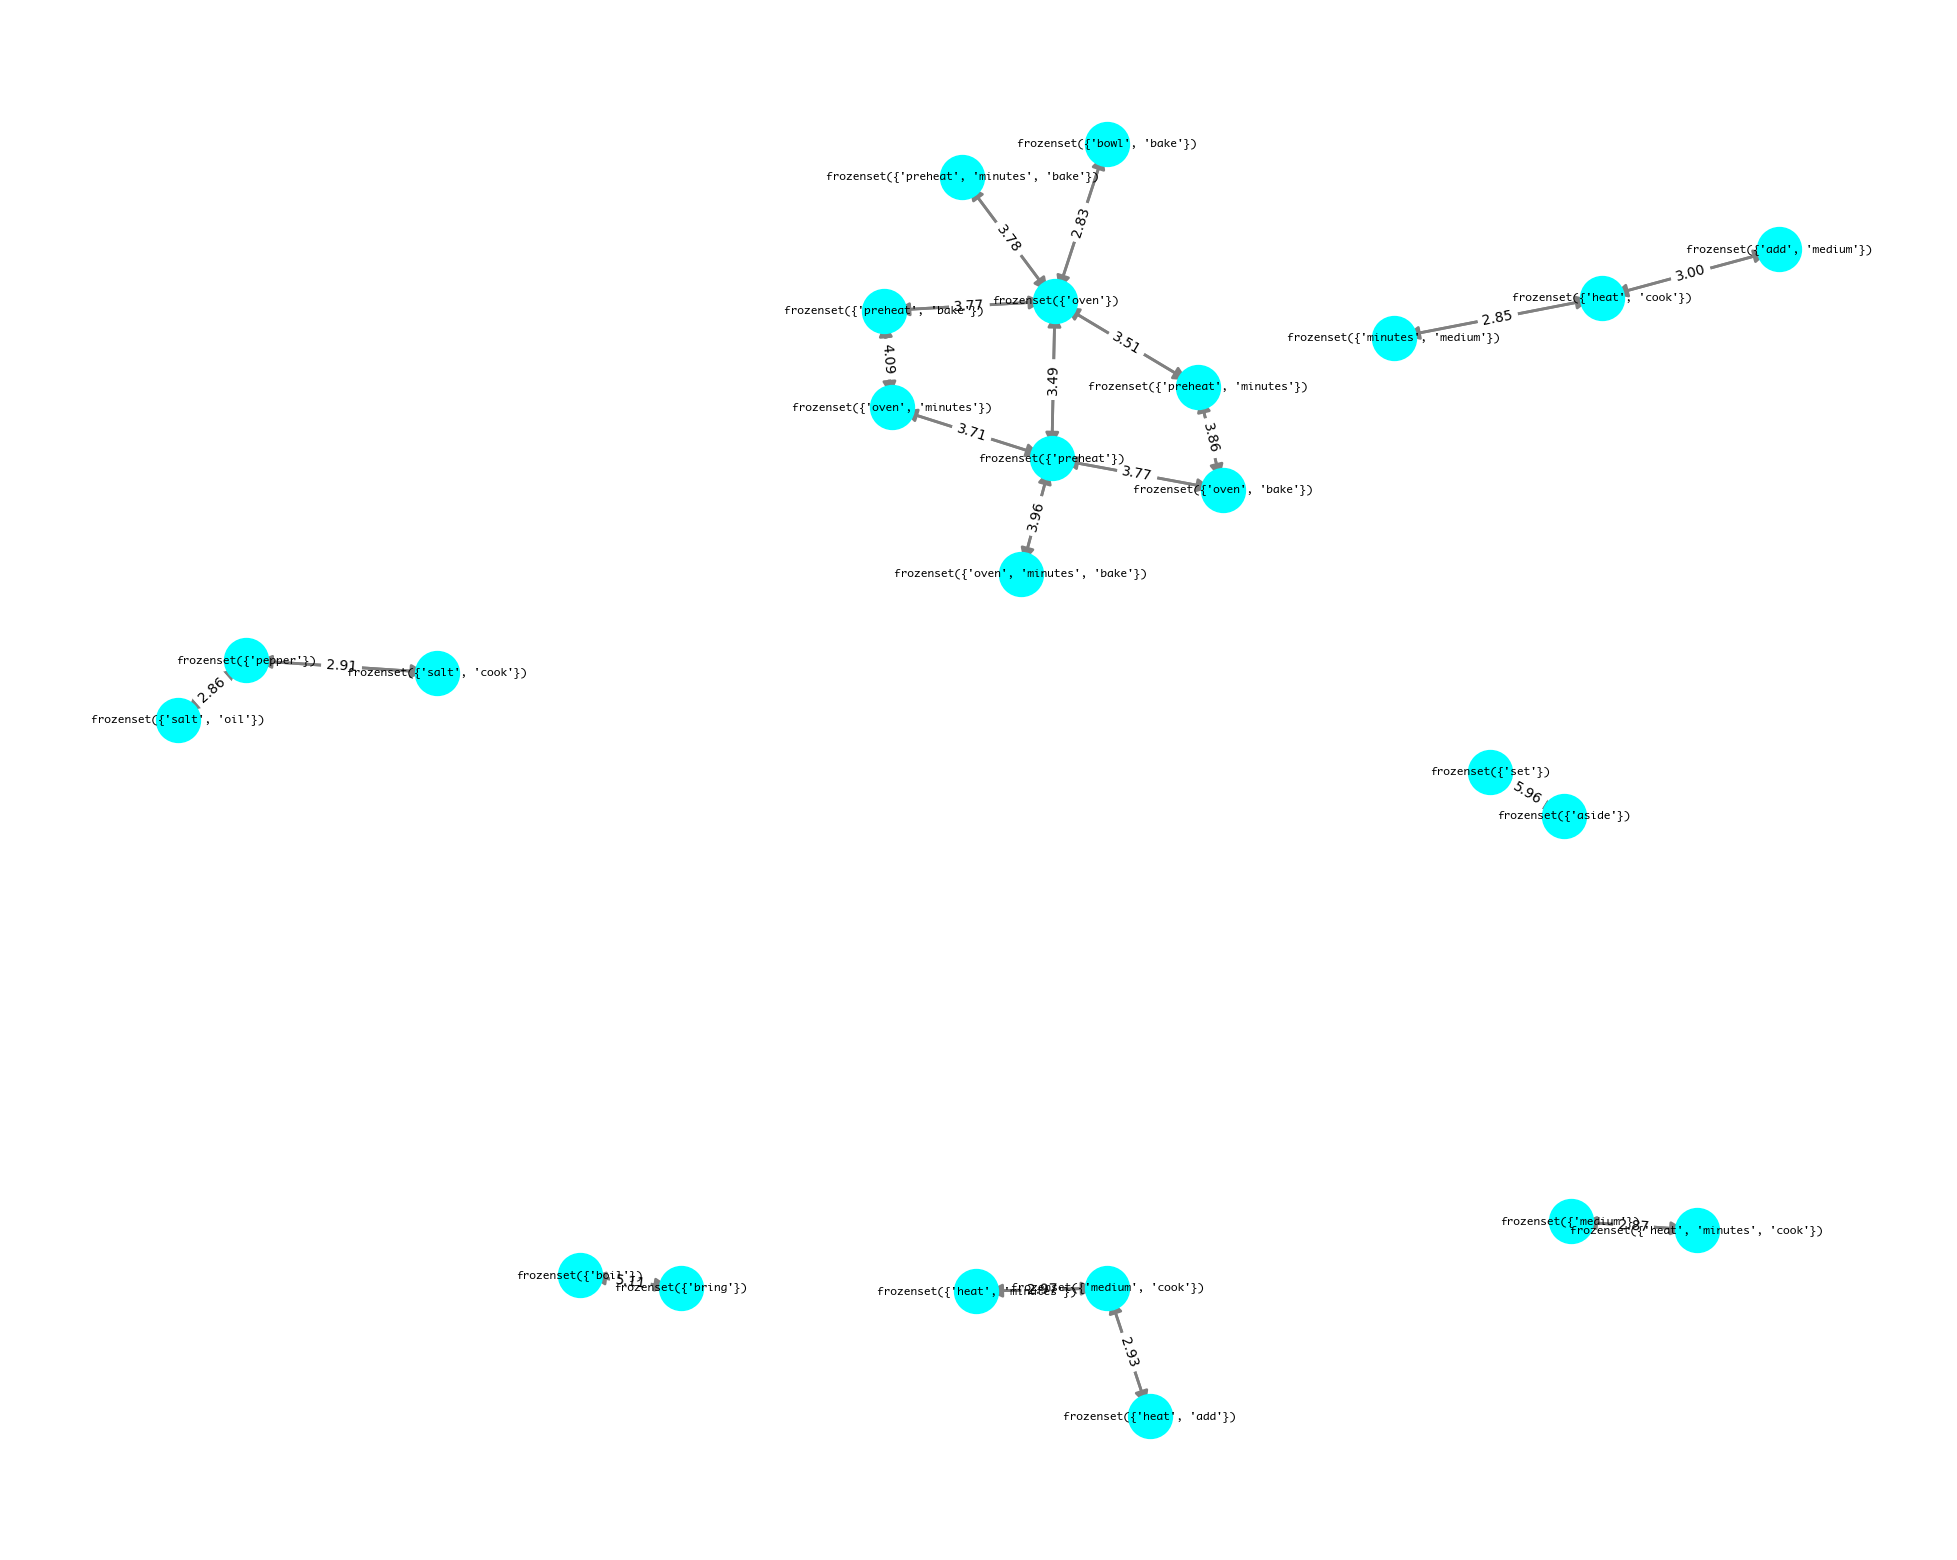 frozenset({'bowl', 'bake'})
frozenset({'preheat', 'minutes', 'bake'})
2.83
3.78
frozenset({'add', 'medium'})
3.00
frozenset({'heat', 'cook'})
frozenset({'oven'})
3.77
frozenset({'preheat', 'bake'})
2.85
frozenset({'minutes', 'medium'})
3.51
4.09
3.49
frozenset({'preheat', 'minutes'})
frozenset({'oven', 'minutes'})
3.71
3.86
frozenset({'preheat'})
3.77
frozenset({'oven', 'bake'})
3.96
frozenset({'oven', 'minutes', 'bake'})
frozenset({'pepper'})
2.91
frozenset({'salt', 'cook'})
2.86
frozenset({'salt', 'oil'})
frozenset({'set'})
5.96
frozenset({'aside'})
frozenset({'medium'})
2.87
frozenset({'heat', 'minutes', 'cook'})
frozenset({'boil'})
5.11
frozenset({'bring'})
frozenset({'heat', 'minutes'})
frozenset({'medium', 'cook'})
2.93
frozenset({'heat', 'add'})